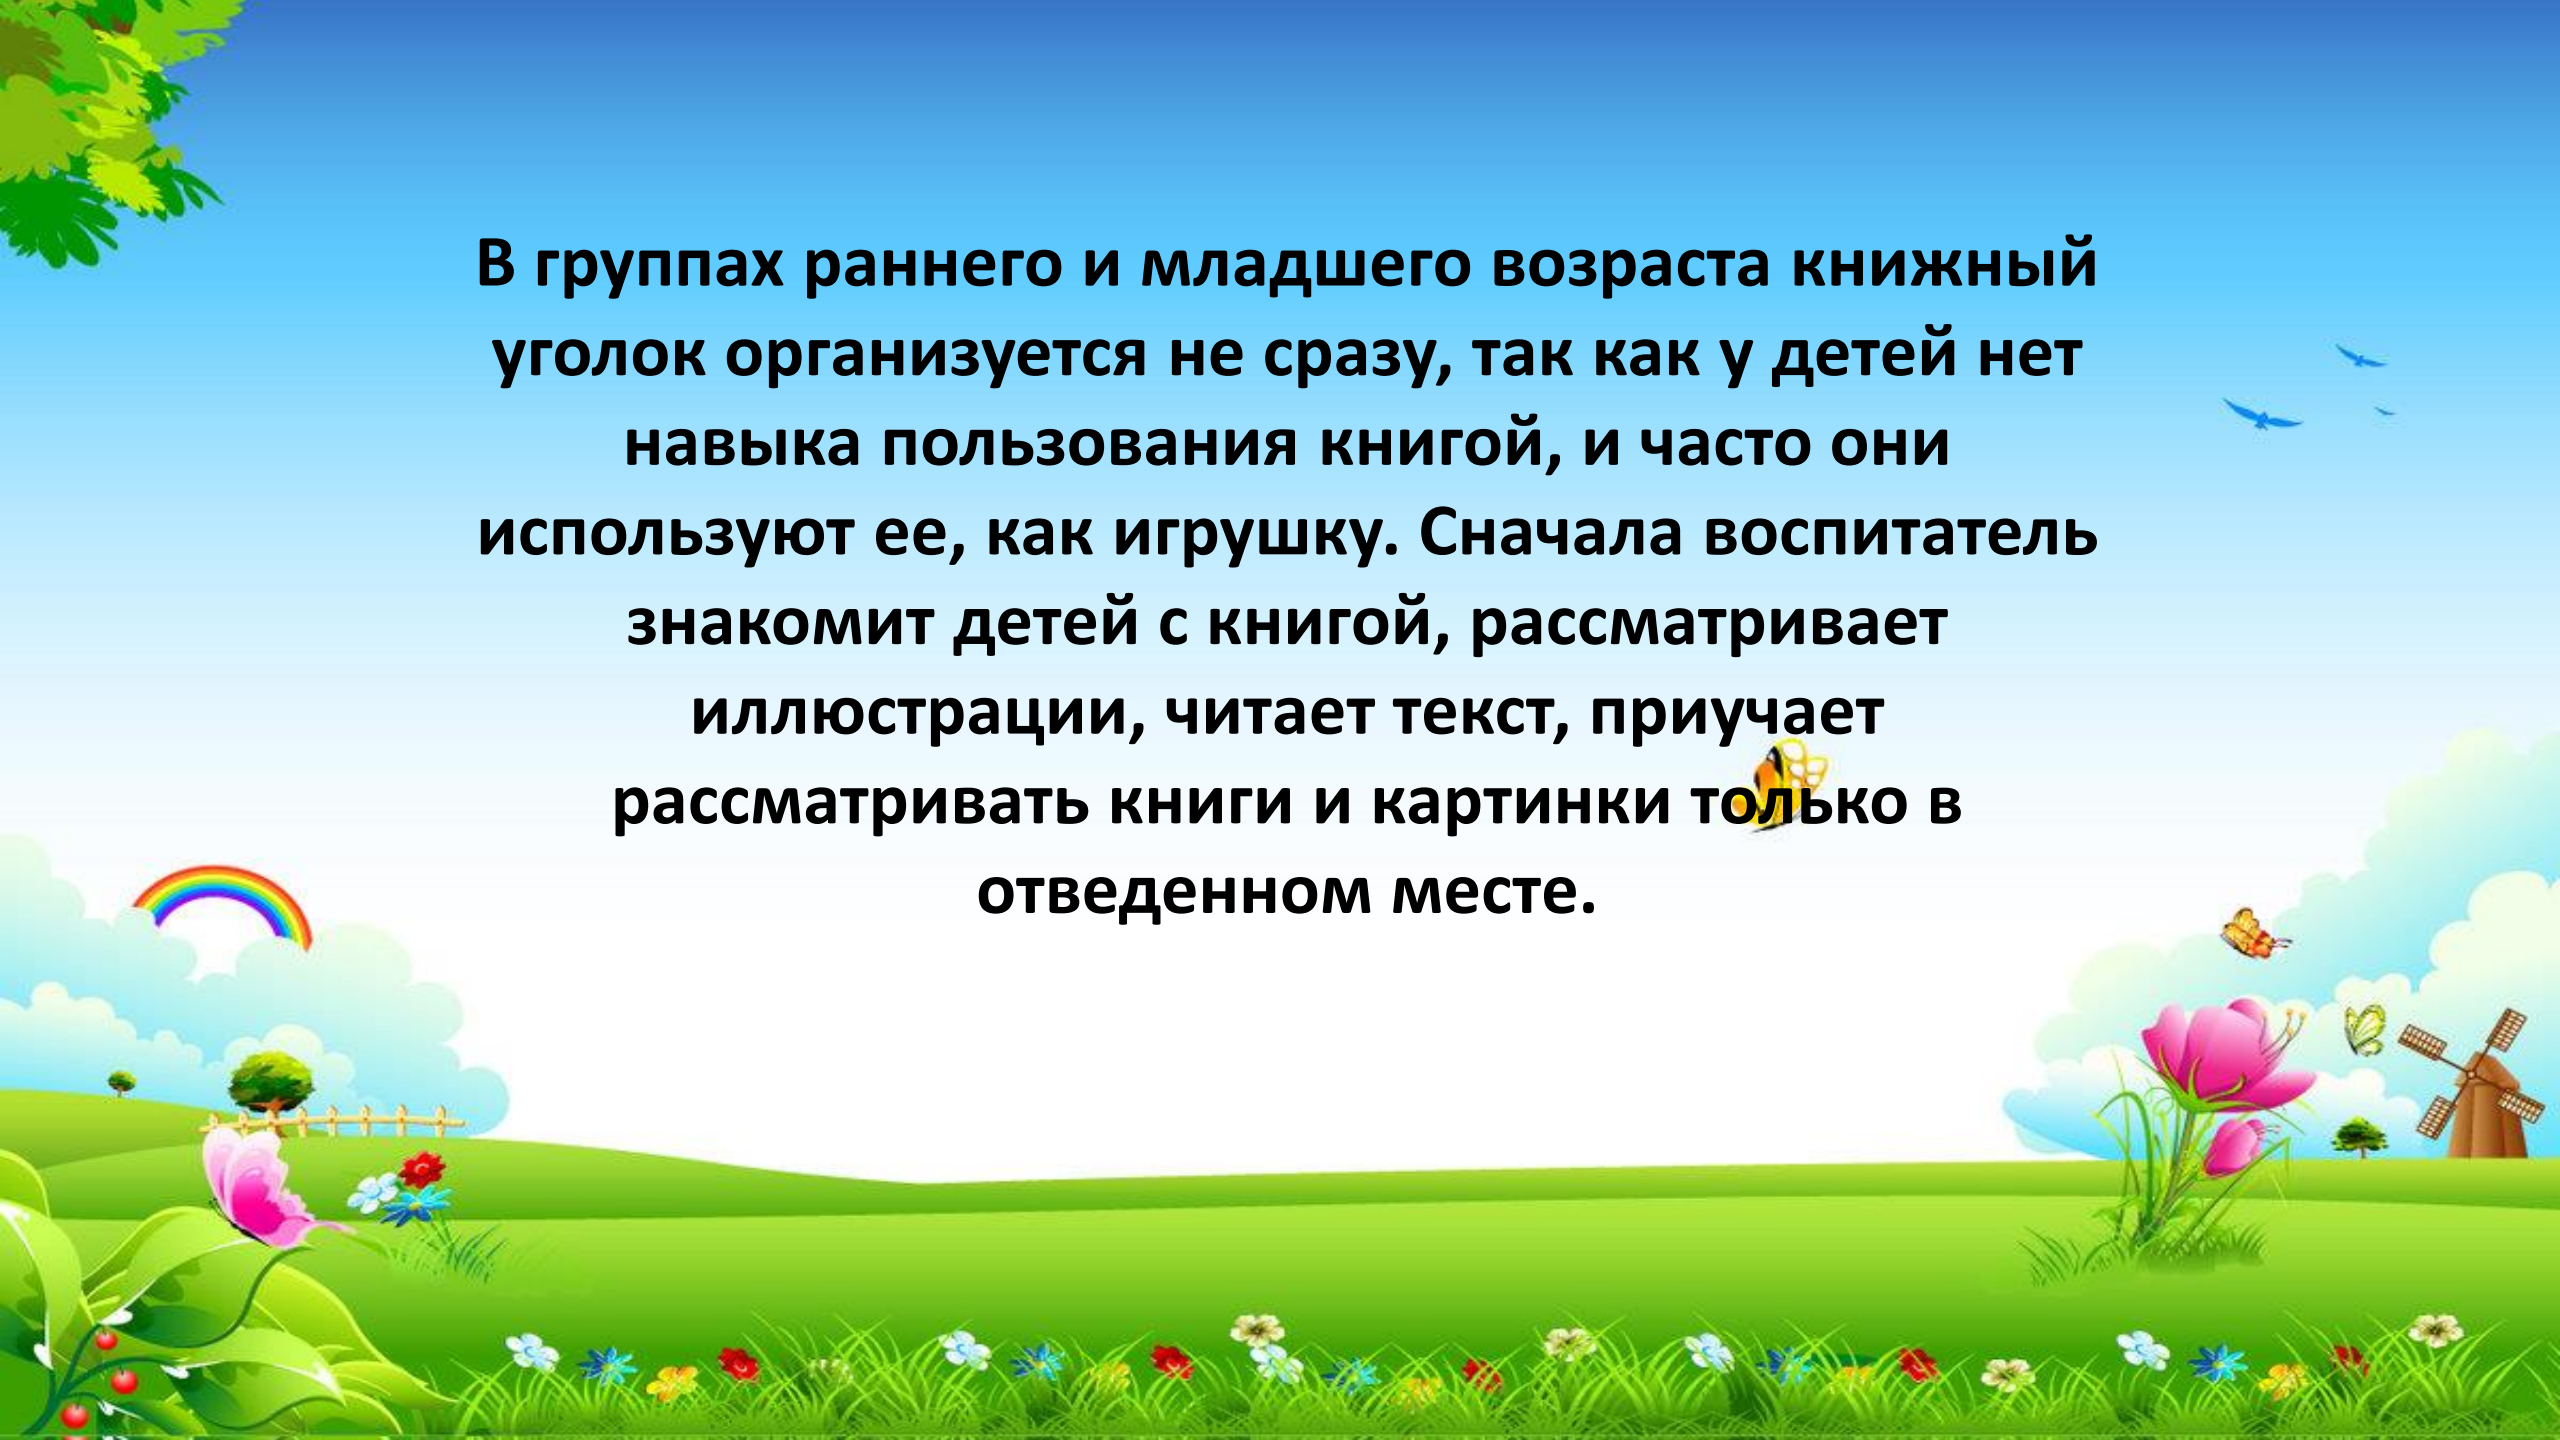 В группах раннего и младшего возраста книжный
уголок организуется не сразу, так как у детей нет
навыка пользования книгой, и часто они
используют ее, как игрушку. Сначала воспитатель
знакомит детей с книгой, рассматривает
иллюстрации, читает текст, приучает
рассматривать книги и картинки только в
отведенном месте.